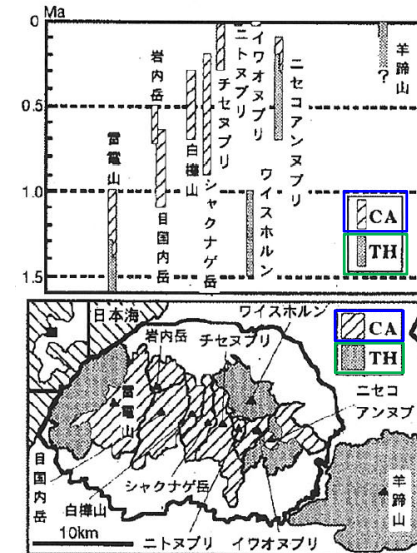 Ma
0
0.5
1.0
1.5
雷電山
岩内岳
目国内岳
白樺山
シャクナゲ岳
チセヌプリ
ニトヌプリ
イワオヌプリ
ワイスホルン
ニセコアンヌプリ
羊蹄山
?
CA
TH
日本海
岩内岳
チセヌプリ
ワイスホルン
CA
TH
雷電山
ニセコ
アンヌプリ
目国内岳
白樺山
シャクナゲ岳
ニトヌプリ
イワオヌプリ
羊蹄山
10km